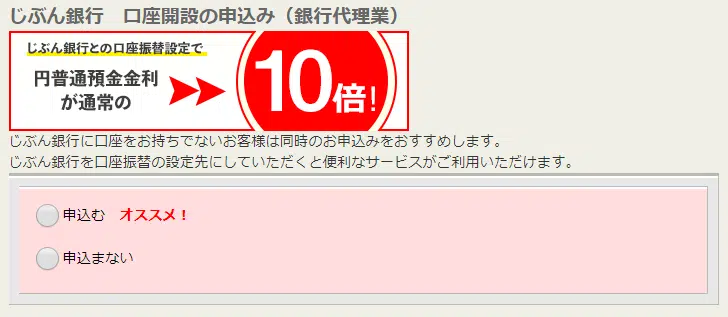 じぶん銀行　口座開設の申込み（銀行代理業）
じぶん銀行との口座振替設定で
円普通預金金利
が通常の
10倍!
じぶん銀行に口座をお持ちでないお客様は同時のお申込みをおすすめします。
じぶん銀行を口座振替の設定先にしていただくと便利なサービスがご利用いただけます。
申込む　オススメ！
申込まない